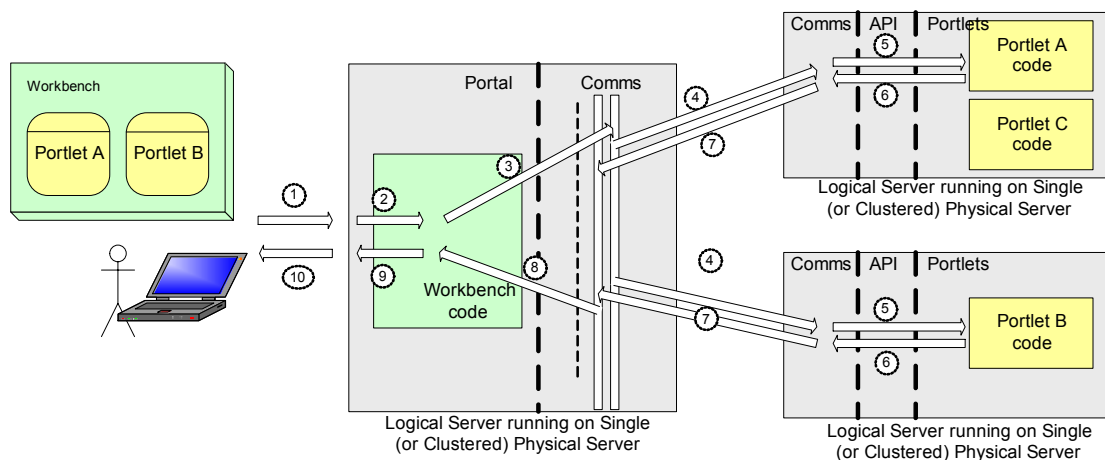 Workbench
Portlet A
Portlet B
1
10
Portal
Comms
2
3
9
8
Workbench
code
Logical Server running on Single
(or Clustered) Physical Server
4
7
4
7
Comms
API
Portlets
5
6
Portlet A
code
Portlet C
code
Logical Server running on Single
(or Clustered) Physical Server
Comms
API
Portlets
5
6
Portlet B
code
Logical Server running on Single
(or Clustered) Physical Server